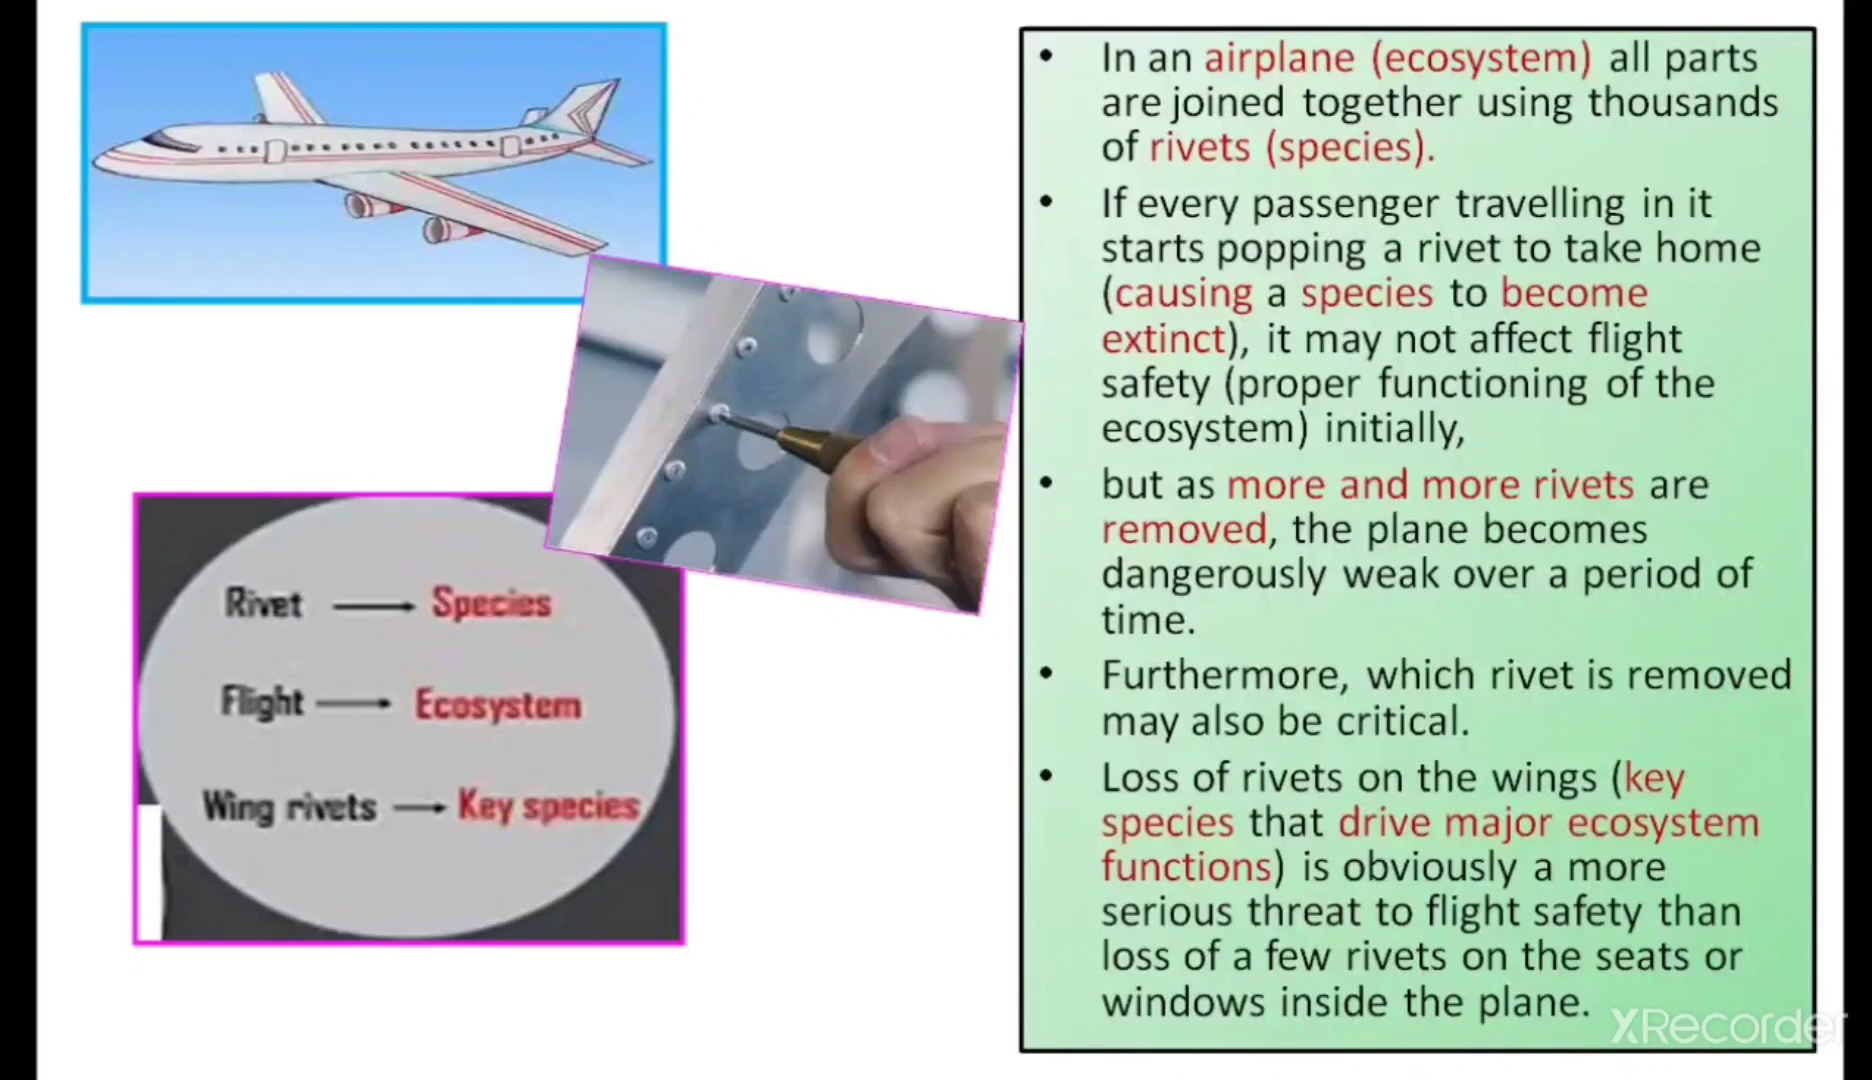 • In an airplane (ecosystem) all parts
are joined together using thousands
of rivets (species).
• If every passenger travelling in it
starts popping a rivet to take home
(causing a species to become
extinct), it may not affect flight
safety (proper functioning of the
ecosystem) initially,
• but as more and more rivets are
removed, the plane becomes
dangerously weak over a period of
time.
• Furthermore, which rivet is removed
may also be critical.
• Loss of rivets on the wings (key
species that drive major ecosystem
functions) is obviously a more
serious threat to flight safety than
loss of a few rivets on the seats or
windows inside the plane.
Rivet → Species
Flight → Ecosystem
Wing rivets → Key species
XRecorder